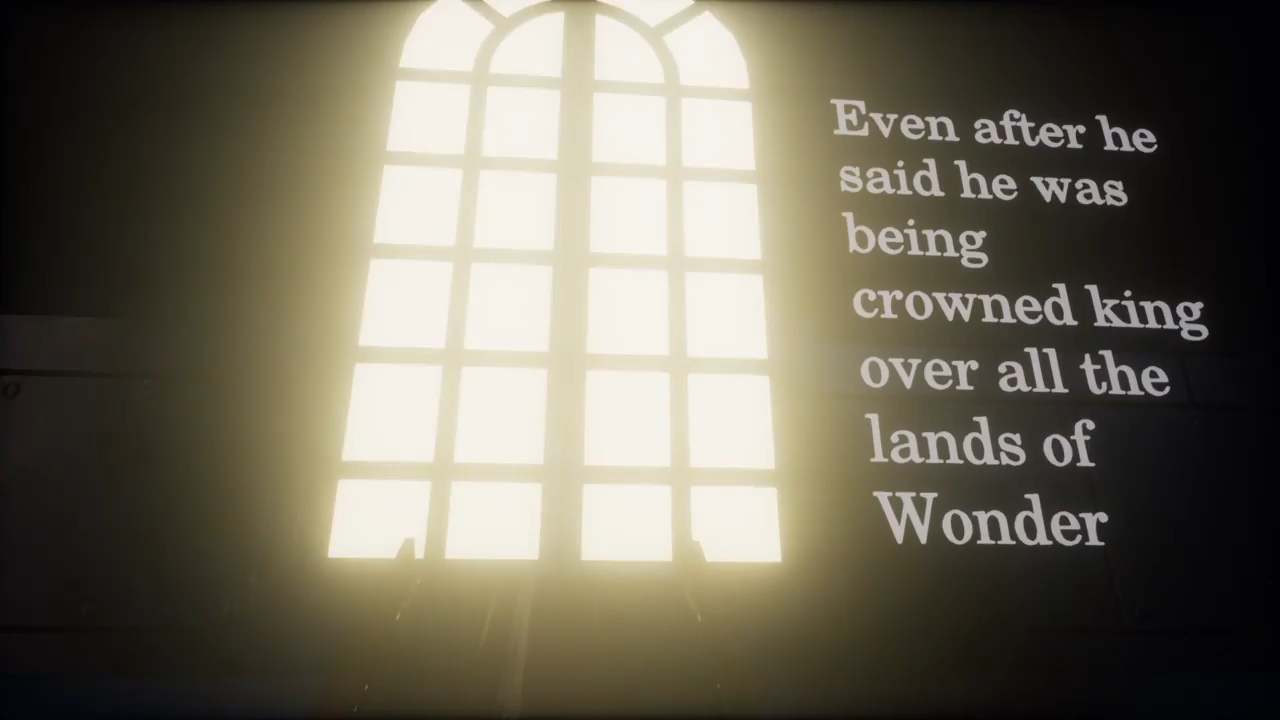 Even after he
said he was
being
crowned king
over all the
lands of
Wonder